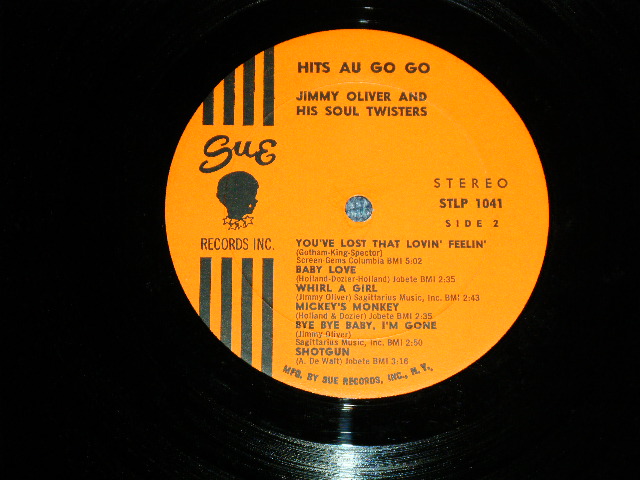 HITS AU GO GO
JIMMY OLIVER AND
HIS SOUL TWISTERS
SUE
RECORDS INC.
STEREO
STLP 1041
SIDE 2
YOU'VE LOST THAT LOVIN' FEELIN'
(Gotham-King-Spector)
Screen Gems Columbia BMI 5:02
BABY LOVE
(Holland-Dozier-Holland) Jobete BMI 2:35
WHIRL A GIRL
(Jimmy Oliver) Sagittarius Music, Inc. BMI 2:43
MICKEY'S MONKEY
(Holland & Dozier) Jobete BMI 2:35
BYE BYE BABY, I'M GONE
(Jimmy Oliver)
Sagittarius Music, Inc. BMI 2:50
SHOTGUN
(A. De Walt) Jobete BMI 3:16
MFG. BY SUE RECORDS, INC., N.Y.